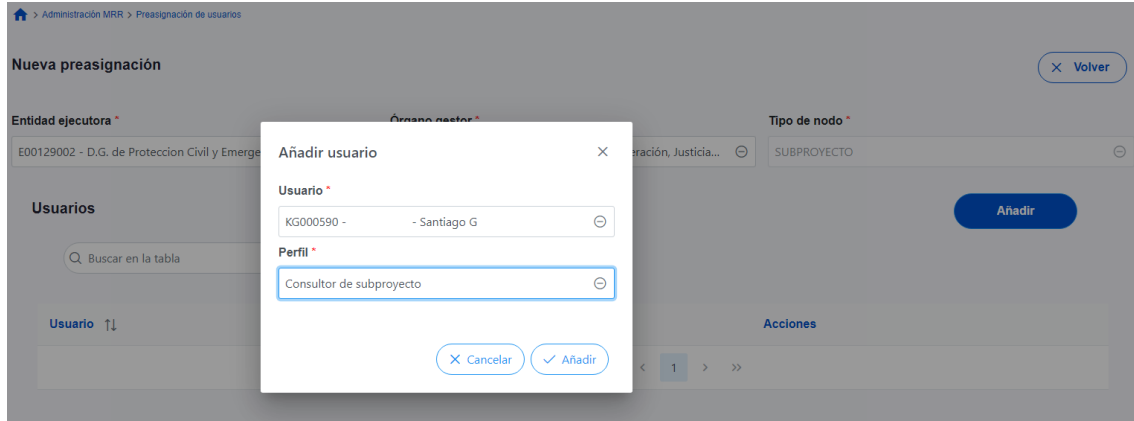 > Administración MRR > Preasignación de usuarios
Nueva preasignación
Volver
Entidad ejecutora * Órgano gestor * Tipo de nodo *
E00129002 - D.G. de Proteccion Civil y Emerge eración, Justicia... SUBPROYECTO
Añadir usuario
Usuario *
KG000590 - - Santiago G
Perfil *
Consultor de subproyecto
Cancelar Añadir
Usuarios
Añadir
Buscar en la tabla
Usuario Acciones
< 1 > >>